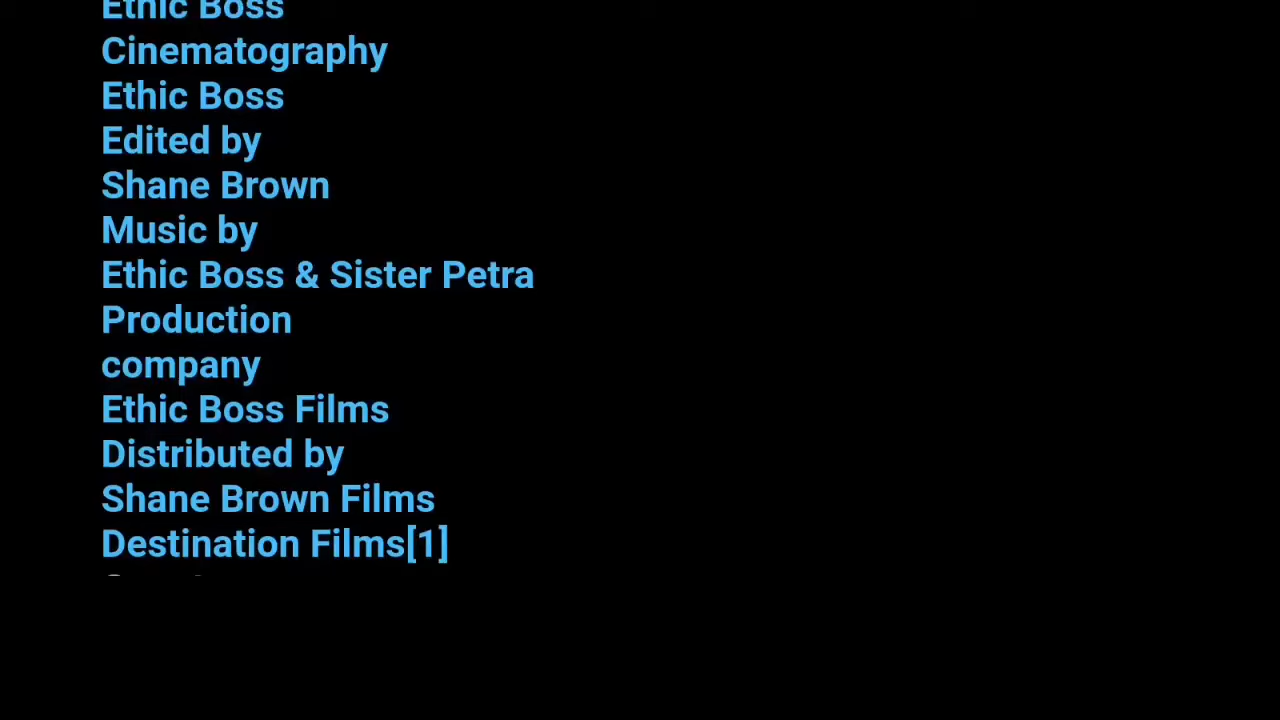 Ethic Boss
Cinematography
Ethic Boss
Edited by
Shane Brown
Music by
Ethic Boss & Sister Petra
Production
company
Ethic Boss Films
Distributed by
Shane Brown Films
Destination Films[1]